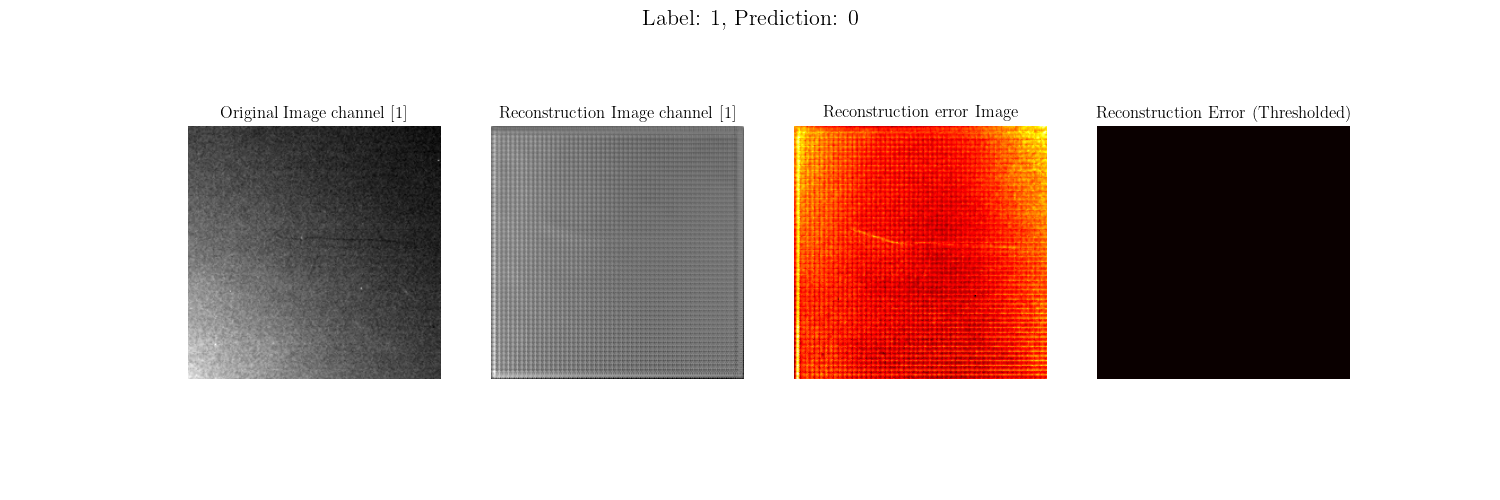 Label: 1, Prediction: 0
Original Image channel [1]
Reconstruction Image channel [1]
Reconstruction error Image
Reconstruction Error (Thresholded)